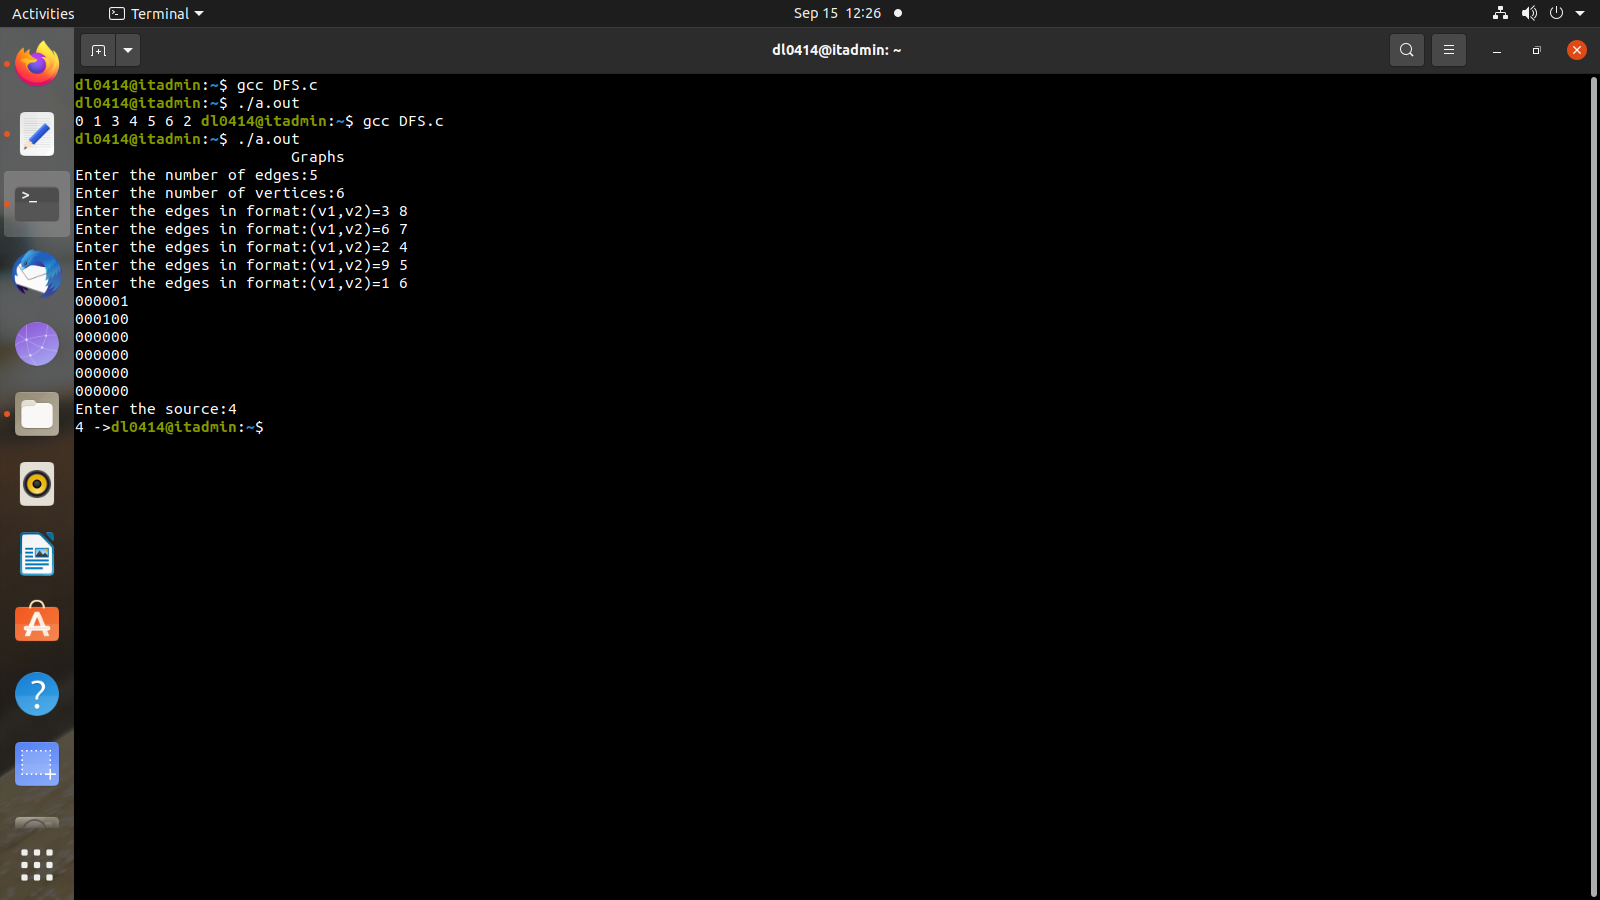 Activities Terminal Sep 15 12:26
dl0414@itadmin: ~
dl0414@itadmin:~$ gcc DFS.c
dl0414@itadmin:~$ ./a.out
0 1 3 4 5 6 2 dl0414@itadmin:~$ gcc DFS.c
dl0414@itadmin:~$ ./a.out
Graphs
Enter the number of edges:5
Enter the number of vertices:6
Enter the edges in format:(v1,v2)=3 8
Enter the edges in format:(v1,v2)=6 7
Enter the edges in format:(v1,v2)=2 4
Enter the edges in format:(v1,v2)=9 5
Enter the edges in format:(v1,v2)=1 6
000001
000100
000000
000000
000000
000000
Enter the source:4
4 ->dl0414@itadmin:~$